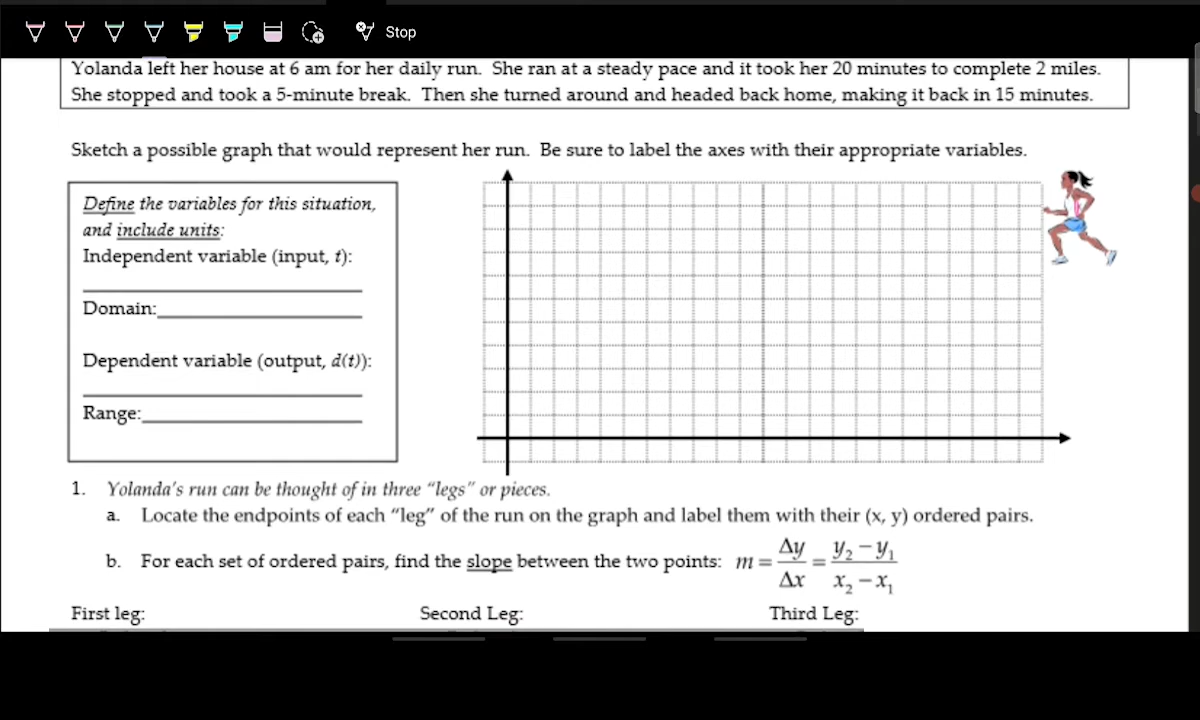 Stop
Yolanda left her house at 6 am for her daily run. She ran at a steady pace and it took her 20 minutes to complete 2 miles.
She stopped and took a 5-minute break. Then she turned around and headed back home, making it back in 15 minutes.
Sketch a possible graph that would represent her run. Be sure to label the axes with their appropriate variables.
Define the variables for this situation,
and include units:
Independent variable (input, t):
Domain:
Dependent variable (output, d(t)):
Range:
1. Yolanda's run can be thought of in three "legs" or pieces.
a. Locate the endpoints of each "leg" of the run on the graph and label them with their (x, y) ordered pairs.
b. For each set of ordered pairs, find the slope between the two points: m = Δy/Δx = y₂ − y₁/x₂ − x₁
First leg: Second Leg: Third Leg: